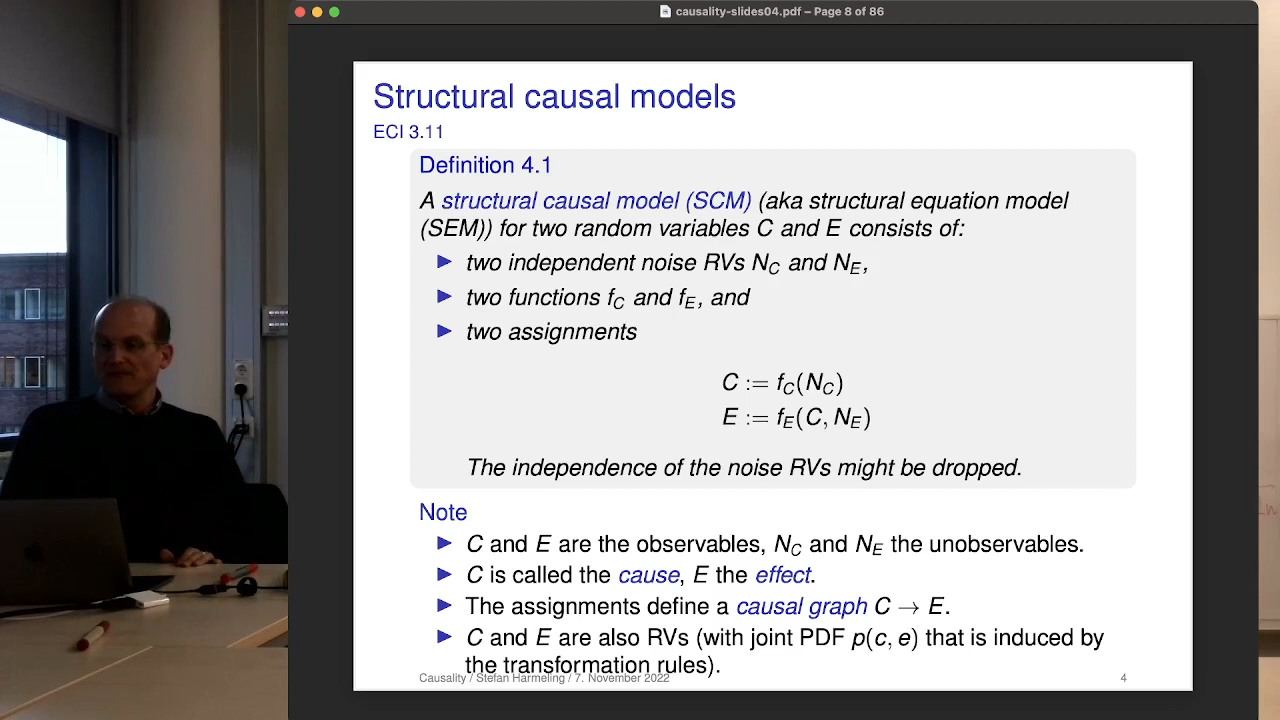 causality-slides04.pdf – Page 8 of 86
Structural causal models
ECI 3.11
Definition 4.1
A structural causal model (SCM) (aka structural equation model
(SEM)) for two random variables C and E consists of:
▶ two independent noise RVs N_C and N_E,
▶ two functions f_C and f_E, and
▶ two assignments
C := f_C(N_C)
E := f_E(C, N_E)
The independence of the noise RVs might be dropped.
Note
▶ C and E are the observables, N_C and N_E the unobservables.
▶ C is called the cause, E the effect.
▶ The assignments define a causal graph C → E.
▶ C and E are also RVs (with joint PDF p(c, e) that is induced by
the transformation rules).
Causality / Stefan Harmeling / 7. November 2022
4